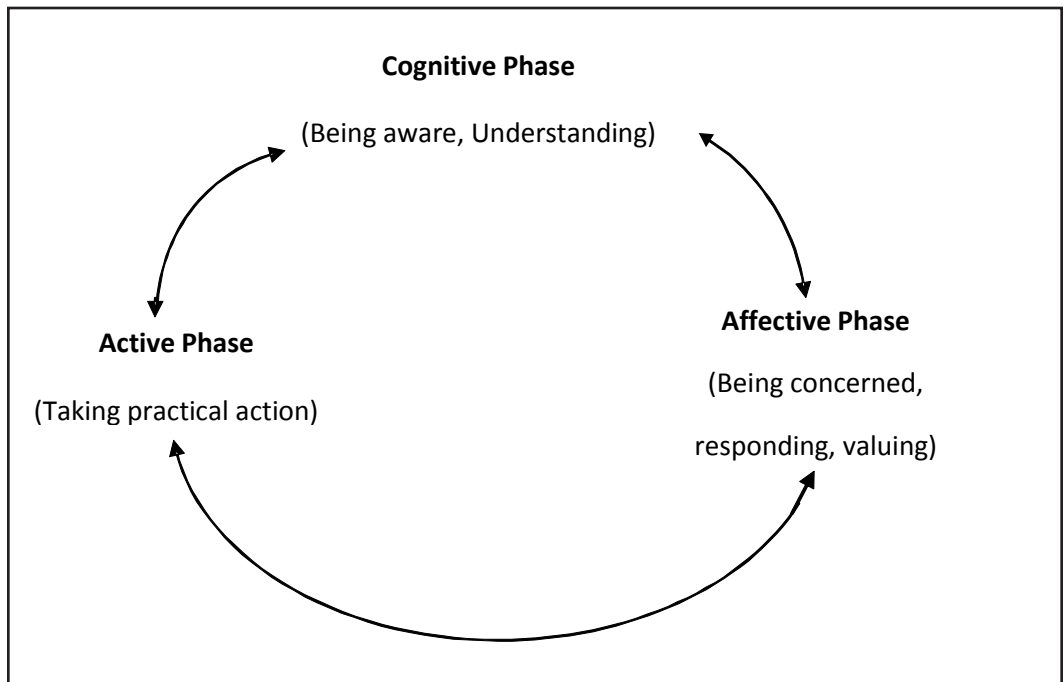 Cognitive Phase
(Being aware, Understanding)
Affective Phase
(Being concerned,
responding, valuing)
Active Phase
(Taking practical action)